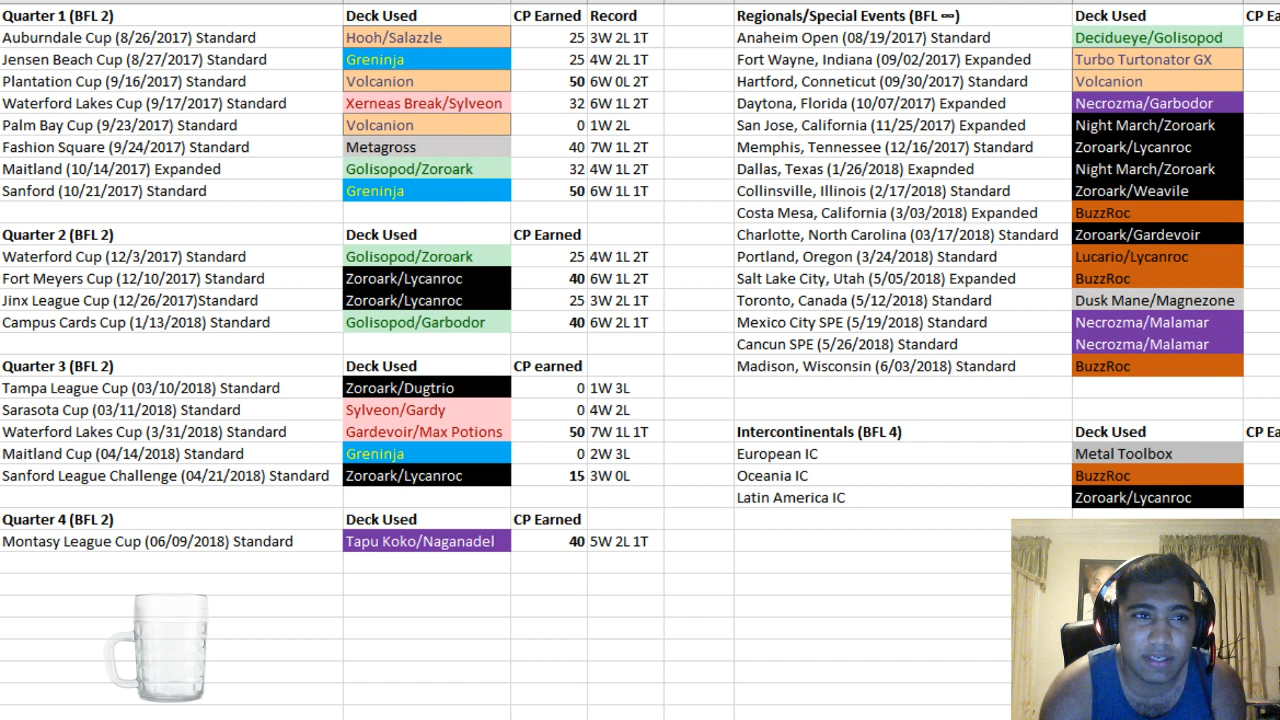 Quarter 1 (BFL 2) Deck Used CP Earned Record
Auburndale Cup (8/26/2017) Standard Hooh/Salazzle 25 3W 2L 1T
Jensen Beach Cup (8/27/2017) Standard Greninja 25 4W 2L 1T
Plantation Cup (9/16/2017) Standard Volcanion 50 6W 0L 2T
Waterford Lakes Cup (9/17/2017) Standard Xerneas Break/Sylveon 32 6W 1L 2T
Palm Bay Cup (9/23/2017) Standard Volcanion 0 1W 2L
Fashion Square (9/24/2017) Standard Metagross 40 7W 1L 2T
Maitland (10/14/2017) Expanded Golisopod/Zoroark 32 4W 1L 2T
Sanford (10/21/2017) Standard Greninja 50 6W 1L 1T
Quarter 2 (BFL 2) Deck Used CP Earned
Waterford Cup (12/3/2017) Standard Golisopod/Zoroark 25 4W 1L 2T
Fort Meyers Cup (12/10/2017) Standard Zoroark/Lycanroc 40 6W 1L 2T
Jinx League Cup (12/26/2017)Standard Zoroark/Lycanroc 25 3W 2L 1T
Campus Cards Cup (1/13/2018) Standard Golisopod/Garbodor 40 6W 2L 1T
Quarter 3 (BFL 2) Deck Used CP earned
Tampa League Cup (03/10/2018) Standard Zoroark/Dugtrio 0 1W 3L
Sarasota Cup (03/11/2018) Standard Sylveon/Gardy 0 4W 2L
Waterford Lakes Cup (3/31/2018) Standard Gardevoir/Max Potions 50 7W 1L 1T
Maitland Cup (04/14/2018) Standard Greninja 0 2W 3L
Sanford League Challenge (04/21/2018) Standard Zoroark/Lycanroc 15 3W 0L
Quarter 4 (BFL 2) Deck Used CP Earned
Montasy League Cup (06/09/2018) Standard Tapu Koko/Naganadel 40 5W 2L 1T
Regionals/Special Events (BFL ∞) Deck Used CP Ea
Anaheim Open (08/19/2017) Standard Decidueye/Golisopod
Fort Wayne, Indiana (09/02/2017) Expanded Turbo Turtonator GX
Hartford, Conneticut (09/30/2017) Standard Volcanion
Daytona, Florida (10/07/2017) Expanded Necrozma/Garbodor
San Jose, California (11/25/2017) Expanded Night March/Zoroark
Memphis, Tennessee (12/16/2017) Standard Zoroark/Lycanroc
Dallas, Texas (1/26/2018) Exapnded Night March/Zoroark
Collinsville, Illinois (2/17/2018) Standard Zoroark/Weavile
Costa Mesa, California (3/03/2018) Expanded BuzzRoc
Charlotte, North Carolina (03/17/2018) Standard Zoroark/Gardevoir
Portland, Oregon (3/24/2018) Standard Lucario/Lycanroc
Salt Lake City, Utah (5/05/2018) Expanded BuzzRoc
Toronto, Canada (5/12/2018) Standard Dusk Mane/Magnezone
Mexico City SPE (5/19/2018) Standard Necrozma/Malamar
Cancun SPE (5/26/2018) Standard Necrozma/Malamar
Madison, Wisconsin (6/03/2018) Standard BuzzRoc
Intercontinentals (BFL 4) Deck Used CP Ea
European IC Metal Toolbox
Oceania IC BuzzRoc
Latin America IC Zoroark/Lycanroc